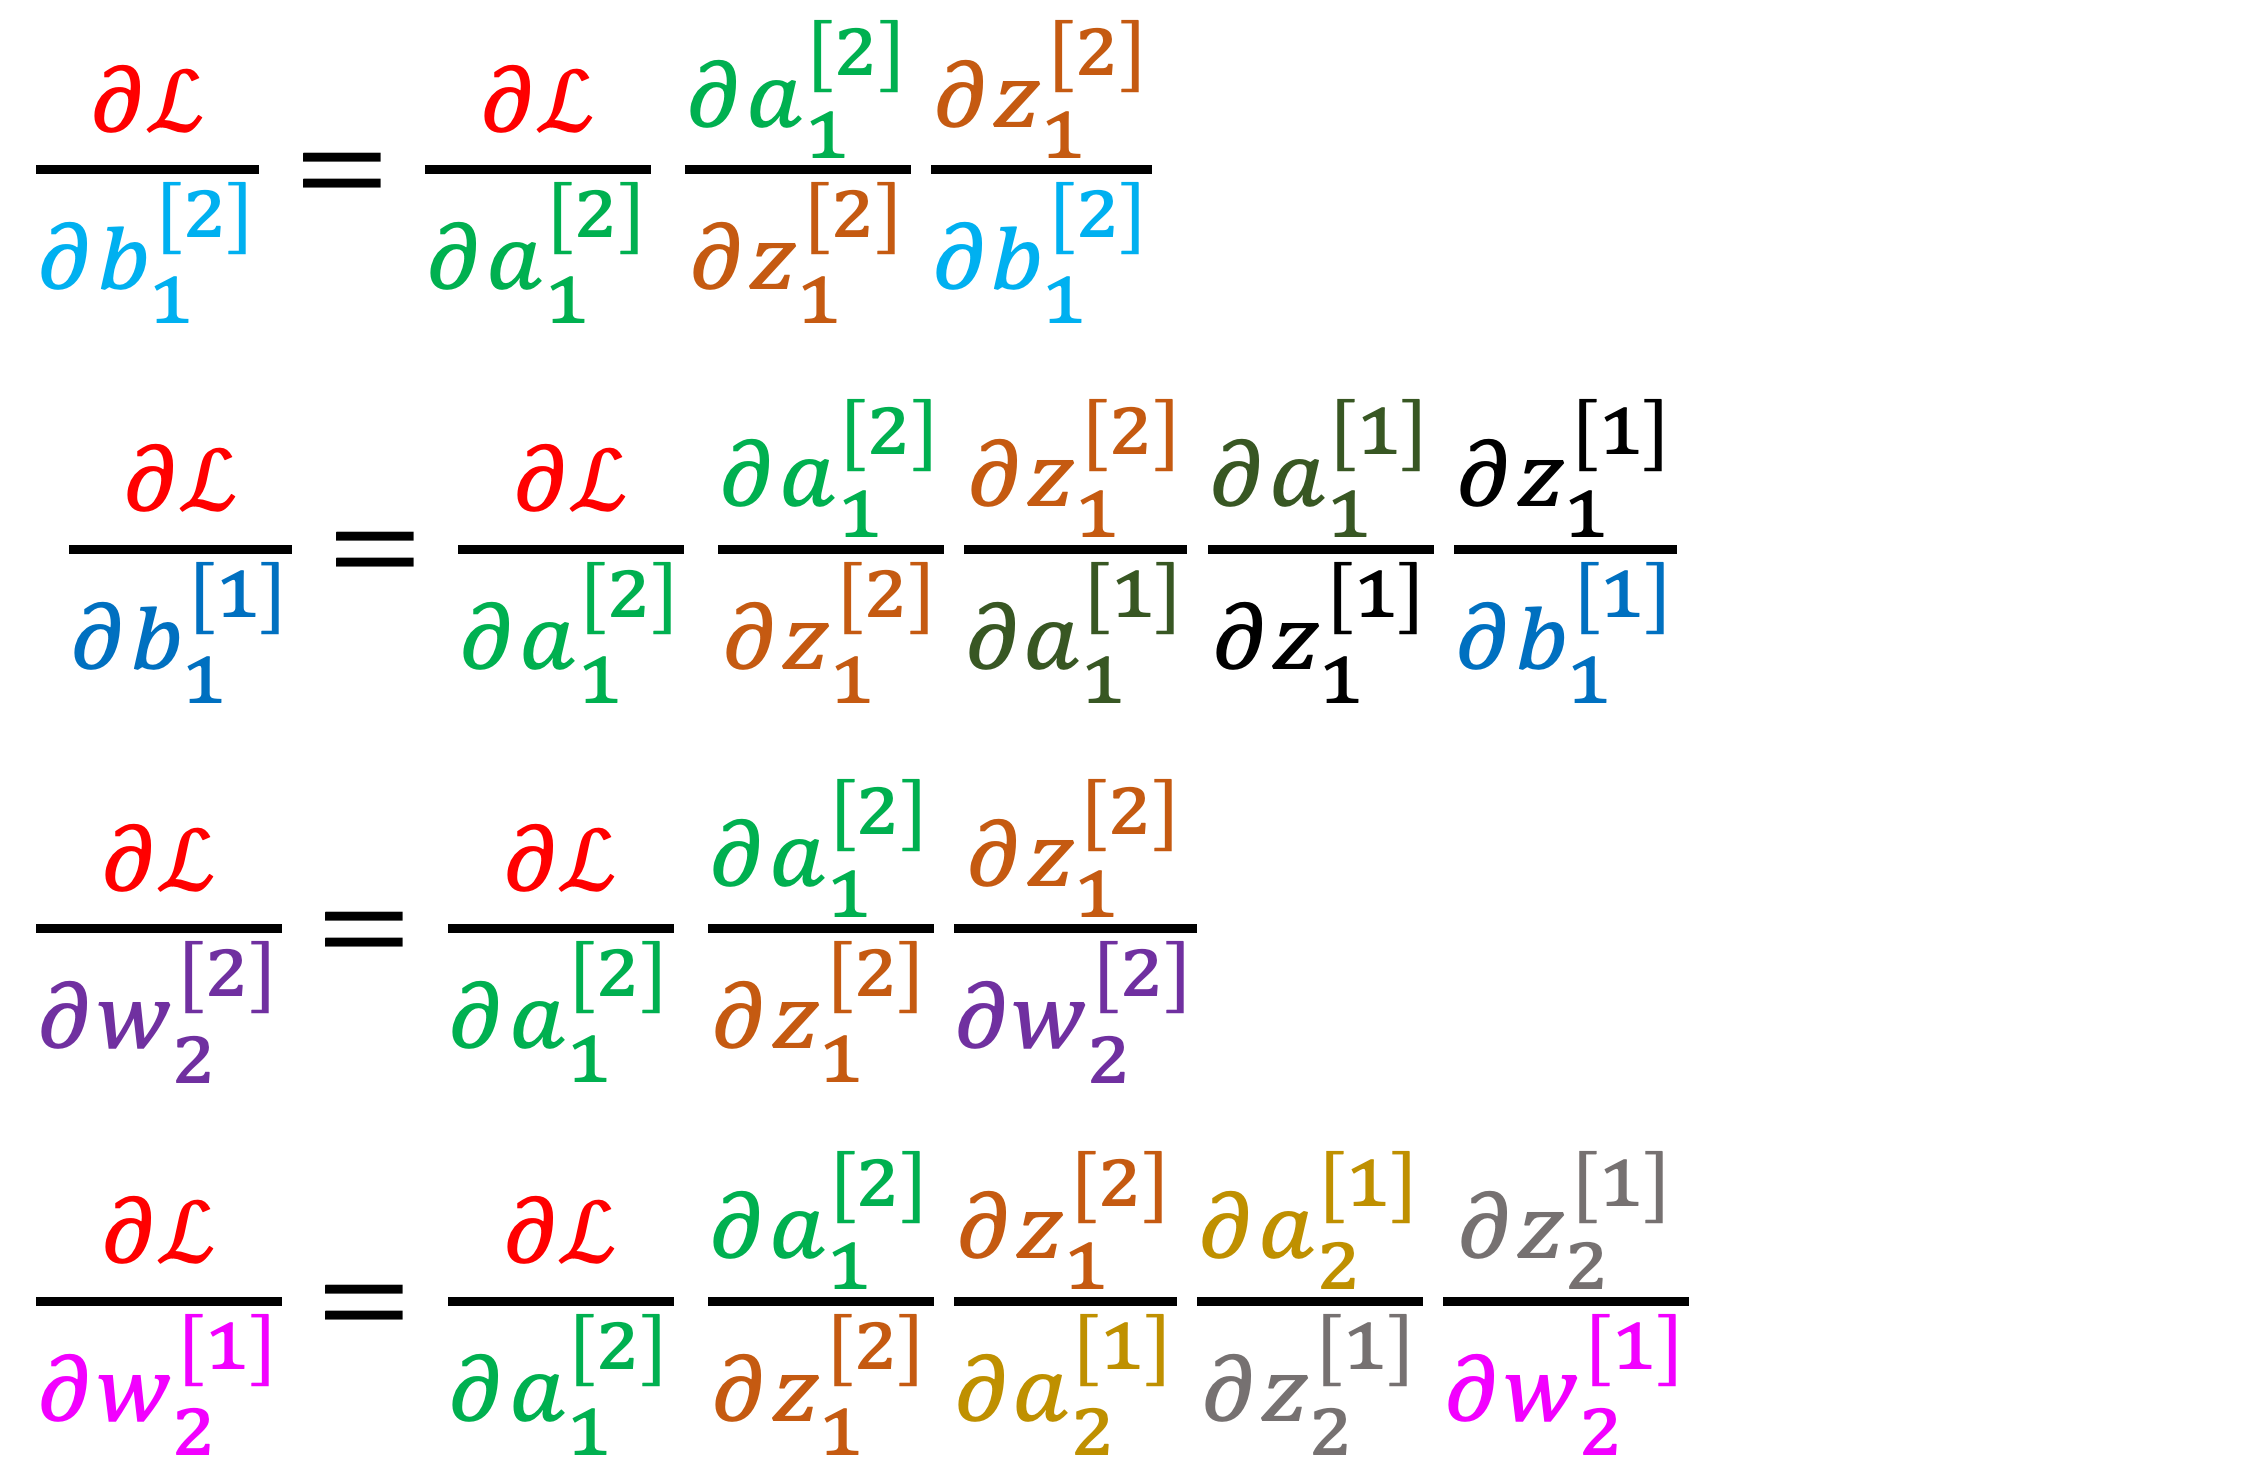 \frac{\partial \mathcal{L}}{\partial b_1^{[2]}} = \frac{\partial \mathcal{L}}{\partial a_1^{[2]}} \frac{\partial a_1^{[2]}}{\partial z_1^{[2]}} \frac{\partial z_1^{[2]}}{\partial b_1^{[2]}}
\frac{\partial \mathcal{L}}{\partial b_1^{[1]}} = \frac{\partial \mathcal{L}}{\partial a_1^{[2]}} \frac{\partial a_1^{[2]}}{\partial z_1^{[2]}} \frac{\partial z_1^{[2]}}{\partial a_1^{[1]}} \frac{\partial a_1^{[1]}}{\partial z_1^{[1]}} \frac{\partial z_1^{[1]}}{\partial b_1^{[1]}}
\frac{\partial \mathcal{L}}{\partial w_2^{[2]}} = \frac{\partial \mathcal{L}}{\partial a_1^{[2]}} \frac{\partial a_1^{[2]}}{\partial z_1^{[2]}} \frac{\partial z_1^{[2]}}{\partial w_2^{[2]}}
\frac{\partial \mathcal{L}}{\partial w_2^{[1]}} = \frac{\partial \mathcal{L}}{\partial a_1^{[2]}} \frac{\partial a_1^{[2]}}{\partial z_1^{[2]}} \frac{\partial z_1^{[2]}}{\partial a_2^{[1]}} \frac{\partial a_2^{[1]}}{\partial z_2^{[1]}} \frac{\partial z_2^{[1]}}{\partial w_2^{[1]}}